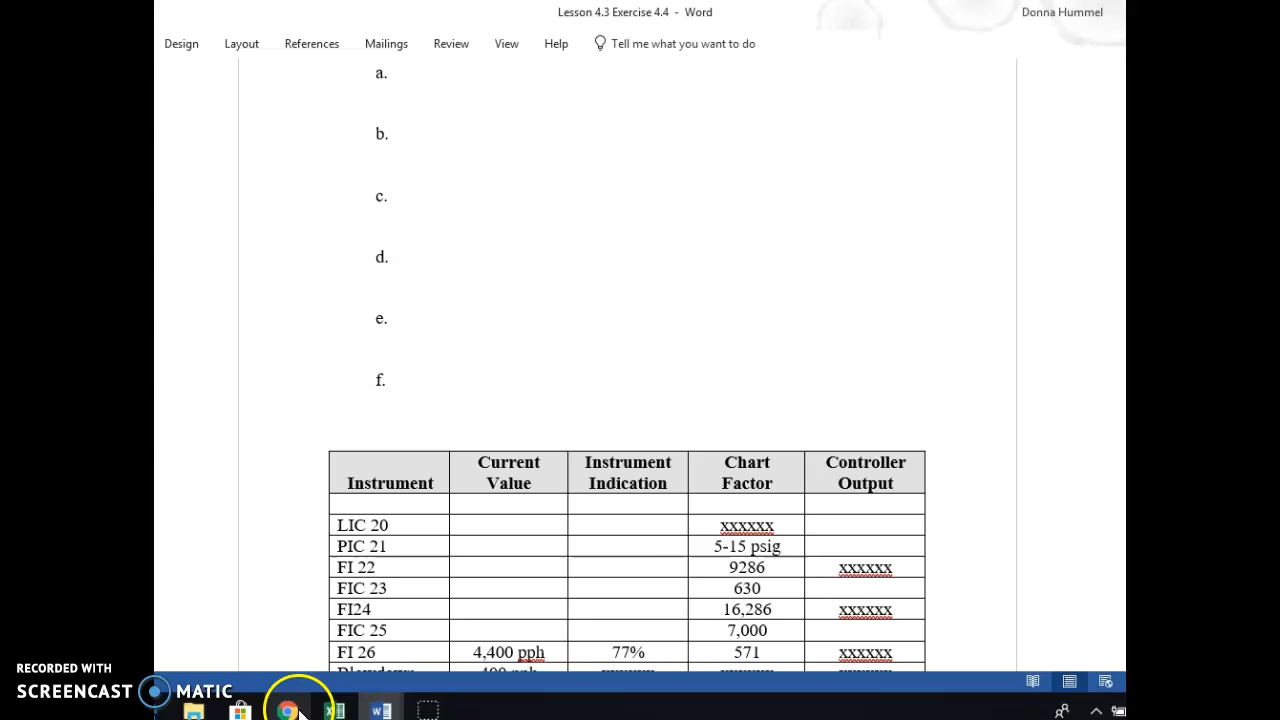 Lesson 4.3 Exercise 4.4 - Word Donna Hummel
Design Layout References Mailings Review View Help Tell me what you want to do
a.
b.
c.
d.
e.
f.
Instrument Current Value Instrument Indication Chart Factor Controller Output
LIC 20 xxxxxx
PIC 21 5-15 psig
FI 22 9286 xxxxxx
FIC 23 630
FI24 16,286 xxxxxx
FIC 25 7,000
FI 26 4,400 pph 77% 571 xxxxxx
RECORDED WITH
SCREENCAST MATIC